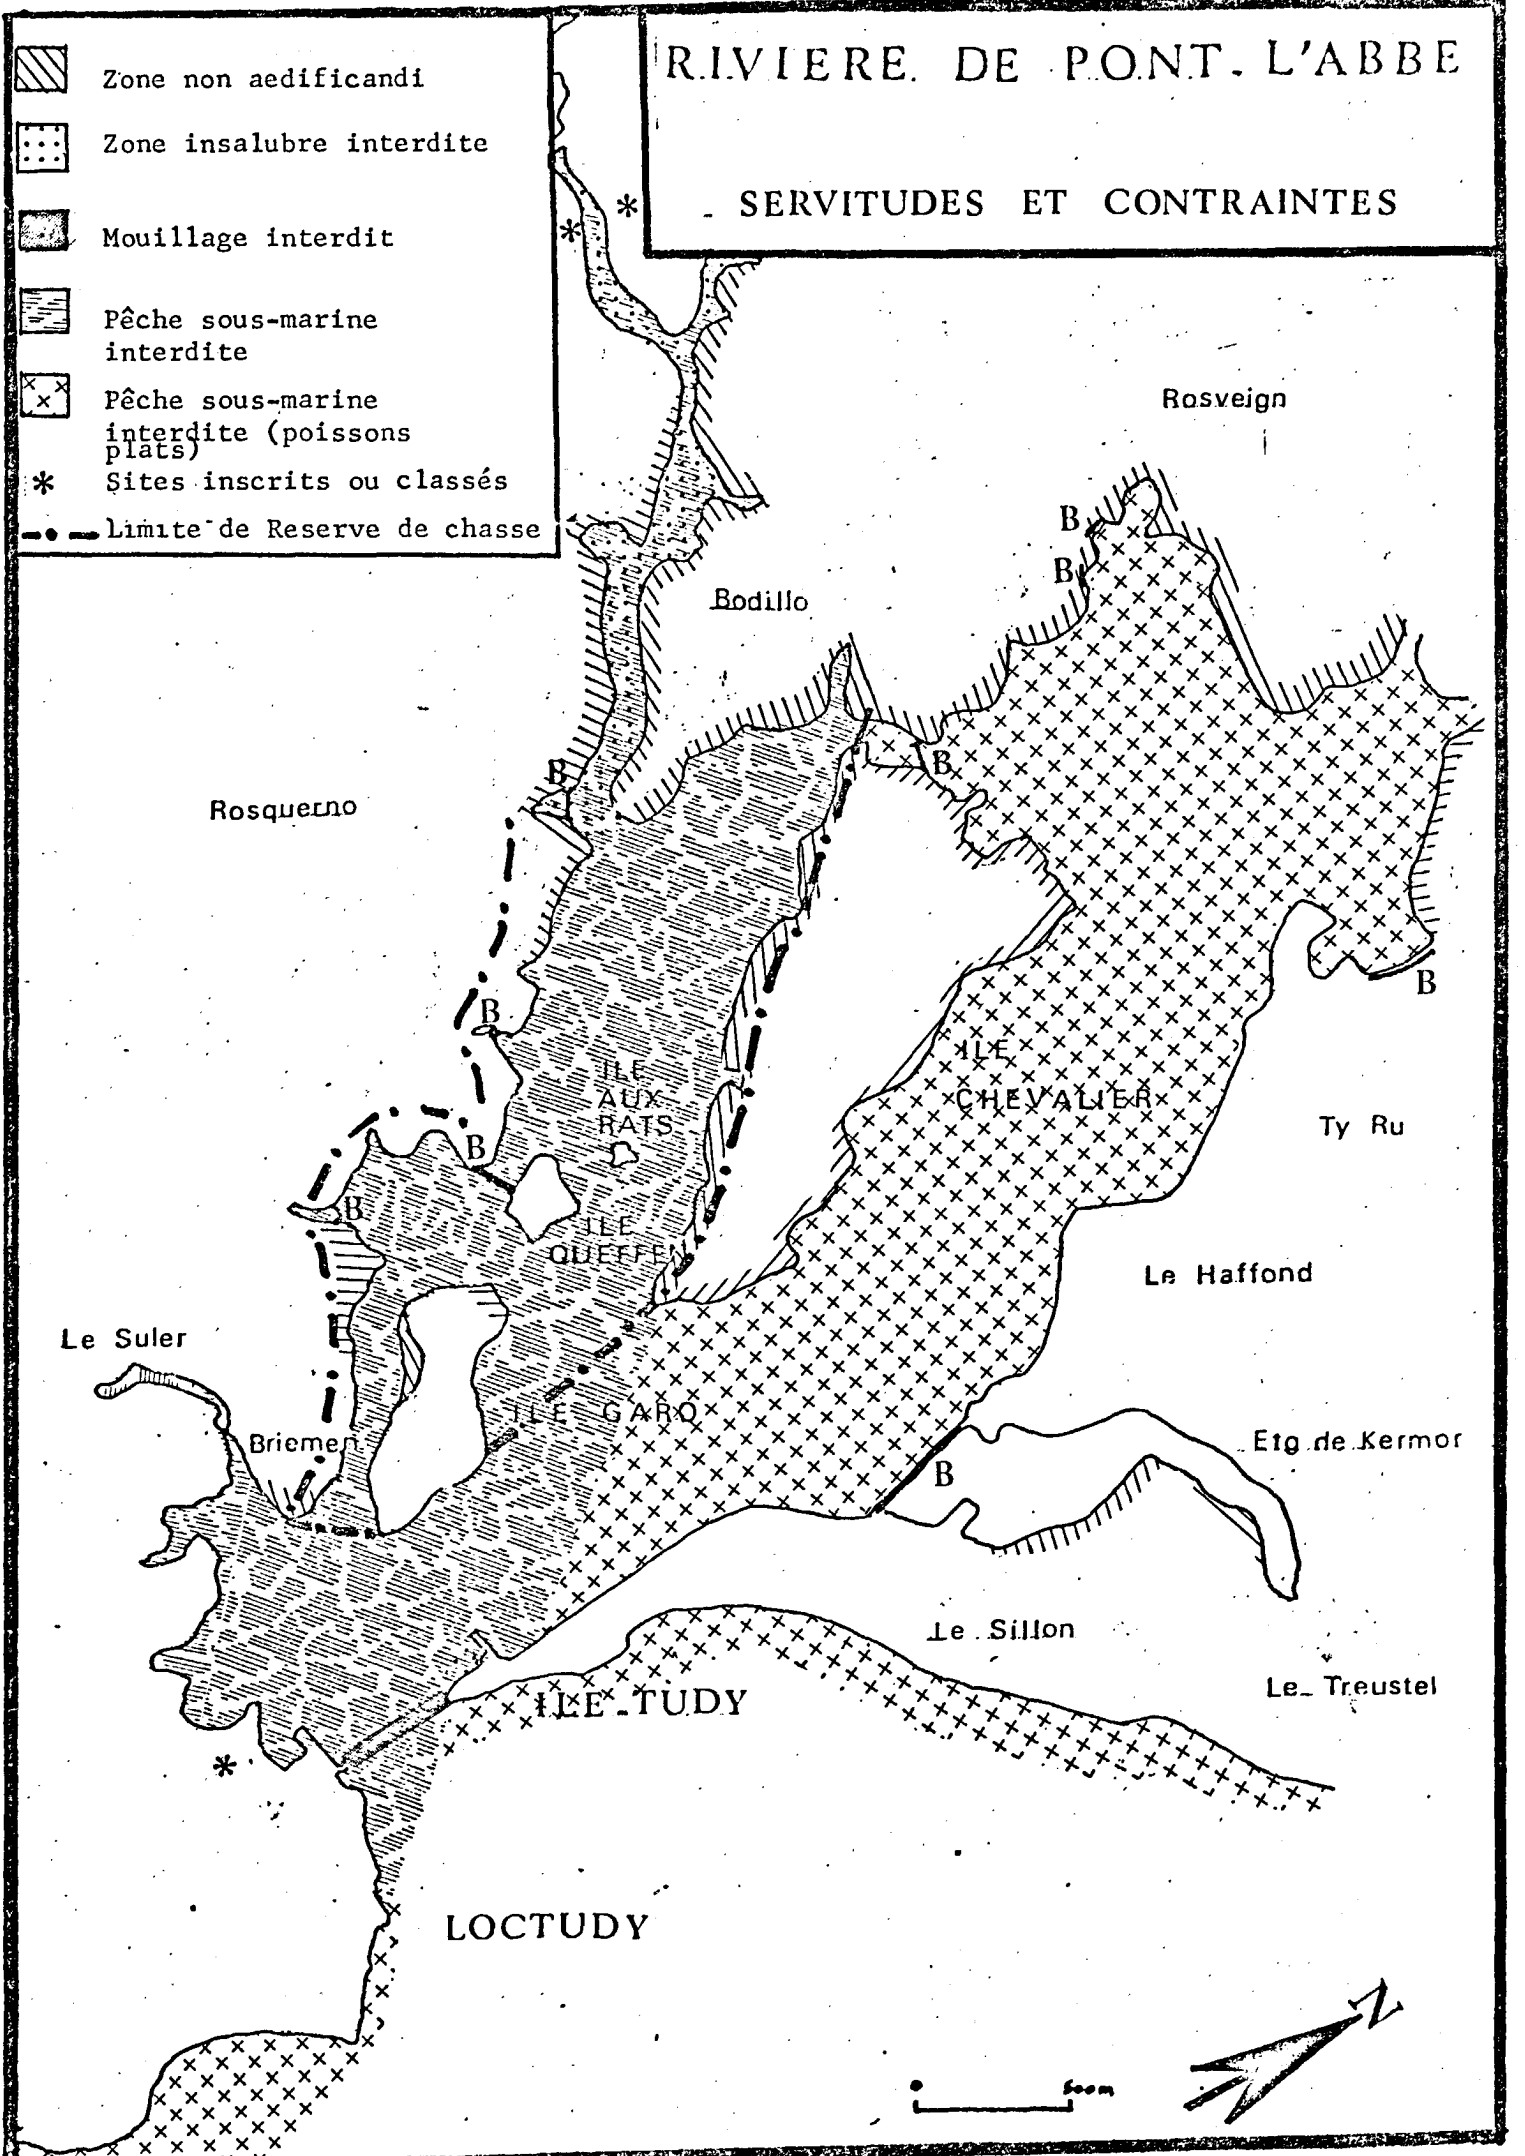 R.I.VIERE. DE P.O.N.T. L'ABBE
SERVITUDES ET CONTRAINTES
Zone non aedificandi
Zone insalubre interdite
Mouillage interdit
Pêche sous-marine
interdite
Pêche sous-marine
interdite (poissons
plats)
* Sites inscrits ou classés
Limite de Reserve de chasse
*
*
Rosveign
B
B
Bodillo
B
B
Rosquerno
B
B
ILE
CHEVALIER
ILE
AUX
RATS
Ty Ru
B
B
ILE
QUEFFEN
Le Haffond
Le Suler
ILE GARO
Briemen
Etg de Kermor
B
Le Sillon
Le Treustel
ILE-TUDY
*
LOCTUDY
N
500m